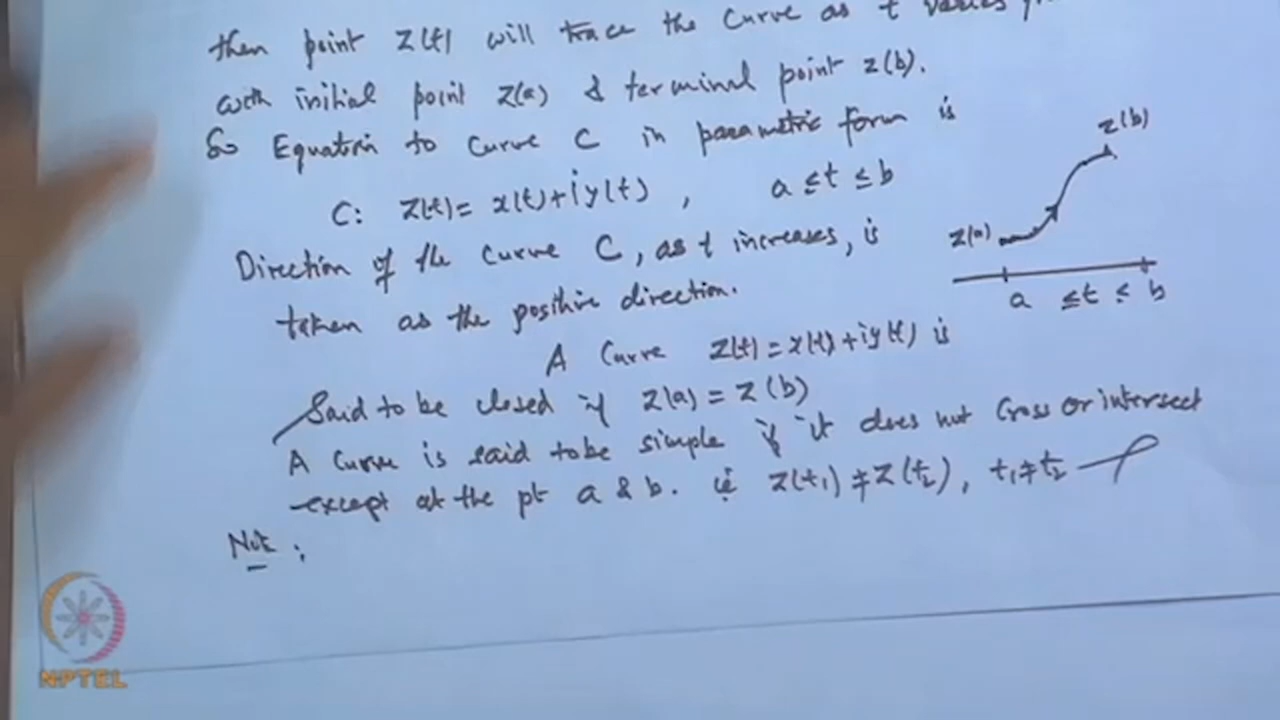 then point z(t) will trace the curve as t varies
with initial point z(a) & terminal point z(b).
So Equation to curve C in parametric form is
C: z(t) = x(t)+iy(t), a ≤ t ≤ b
Direction of the curve C, as t increases, is
taken as the positive direction.
z(b)
z(a)
a ≤ t ≤ b
A Curve z(t) = x(t)+iy(t) is
Said to be closed if z(a) = z(b)
A Curve is said to be simple if it does not Cross or intersect
except at the pt a & b. ie z(t₁) ≠ z(t₂), t₁ ≠ t₂
Note :
NPTEL